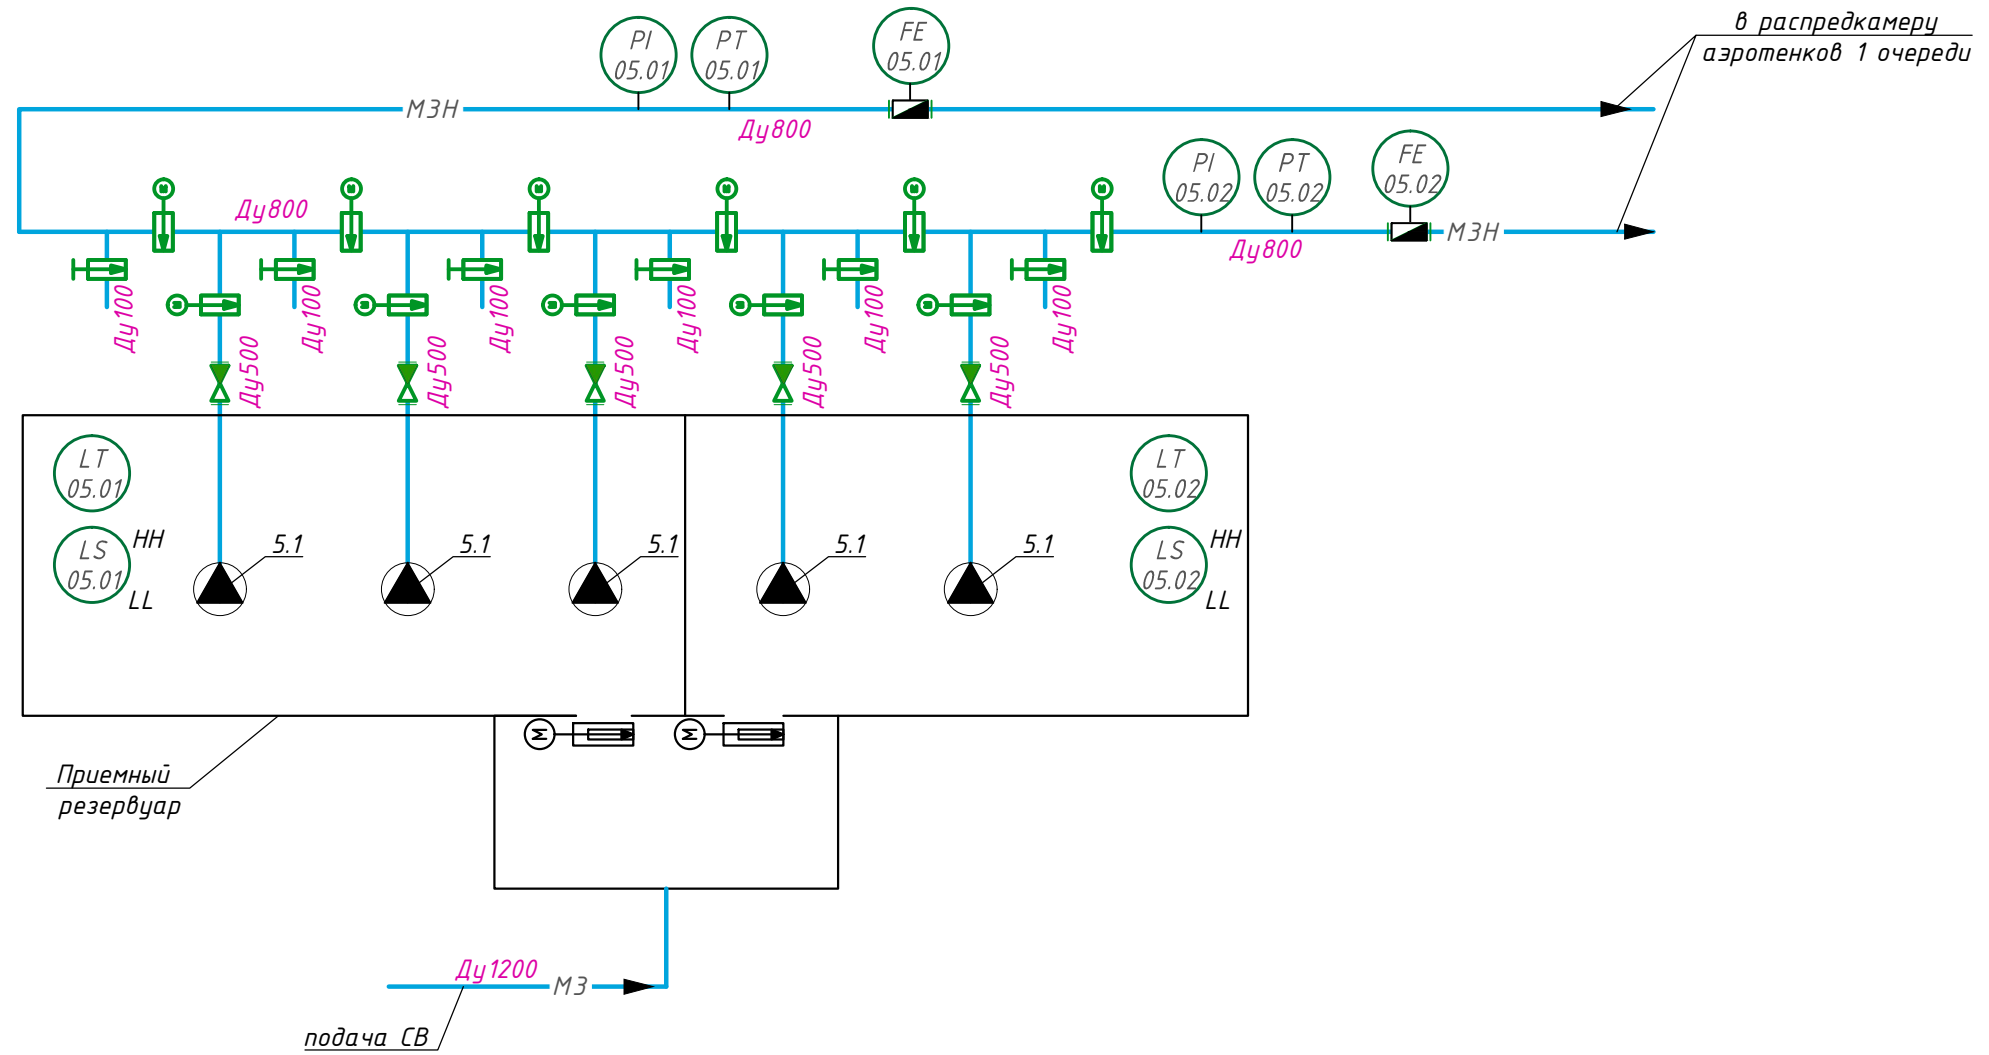 в распредкамеру
аэротенков 1 очереди
PI
05.01
PT
05.01
FE
05.01
МЗН
Ду800
PI
05.02
PT
05.02
FE
05.02
Ду800
МЗН
Ду800
Ду100
Ду100
Ду100
Ду100
Ду100
Ду100
Ду500
Ду500
Ду500
Ду500
Ду500
LT
05.01
LS
05.01
HH
LL
5.1
5.1
5.1
5.1
5.1
LT
05.02
LS
05.02
HH
LL
M
M
Приемный
резервуар
Ду1200
МЗ
подача СВ